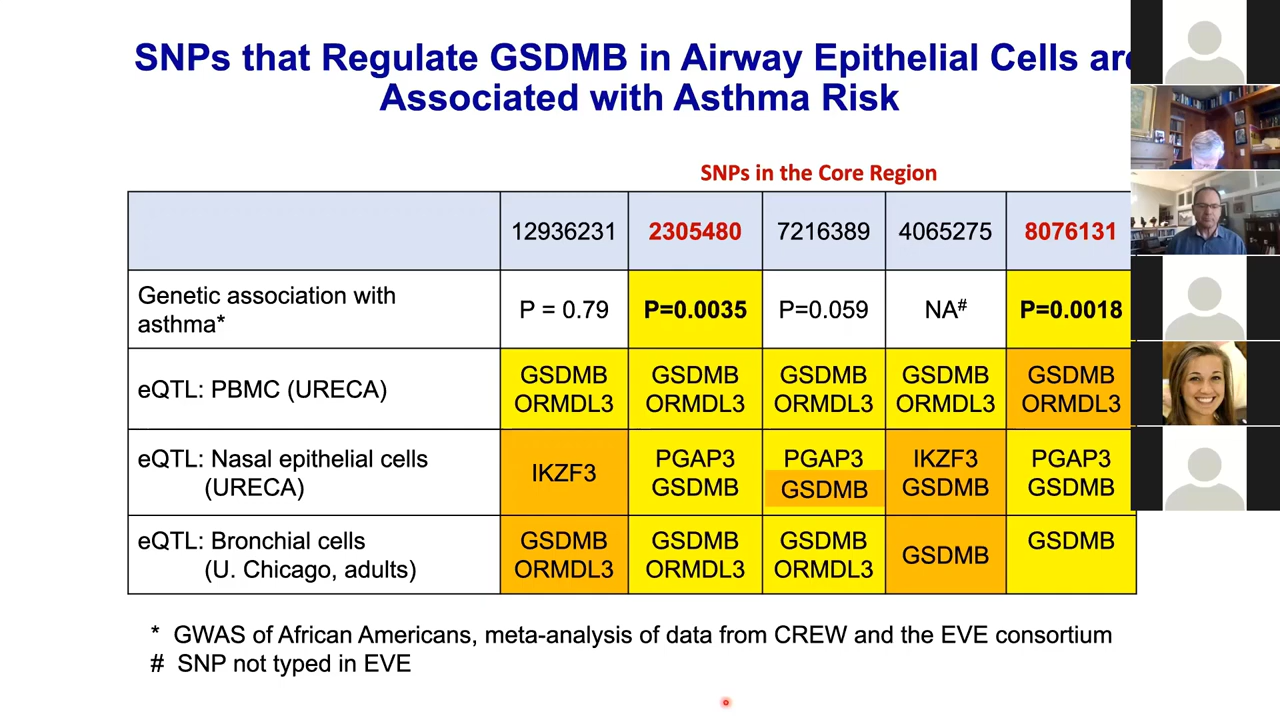 SNPs that Regulate GSDMB in Airway Epithelial Cells are
Associated with Asthma Risk
SNPs in the Core Region
12936231 2305480 7216389 4065275 8076131
Genetic association with
asthma* P = 0.79 P=0.0035 P=0.059 NA# P=0.0018
eQTL: PBMC (URECA) GSDMB ORMDL3 GSDMB ORMDL3 GSDMB ORMDL3 GSDMB ORMDL3 GSDMB ORMDL3
eQTL: Nasal epithelial cells
(URECA) IKZF3 PGAP3 GSDMB PGAP3 GSDMB IKZF3 GSDMB PGAP3 GSDMB
eQTL: Bronchial cells
(U. Chicago, adults) GSDMB ORMDL3 GSDMB ORMDL3 GSDMB ORMDL3 GSDMB GSDMB
* GWAS of African Americans, meta-analysis of data from CREW and the EVE consortium
# SNP not typed in EVE